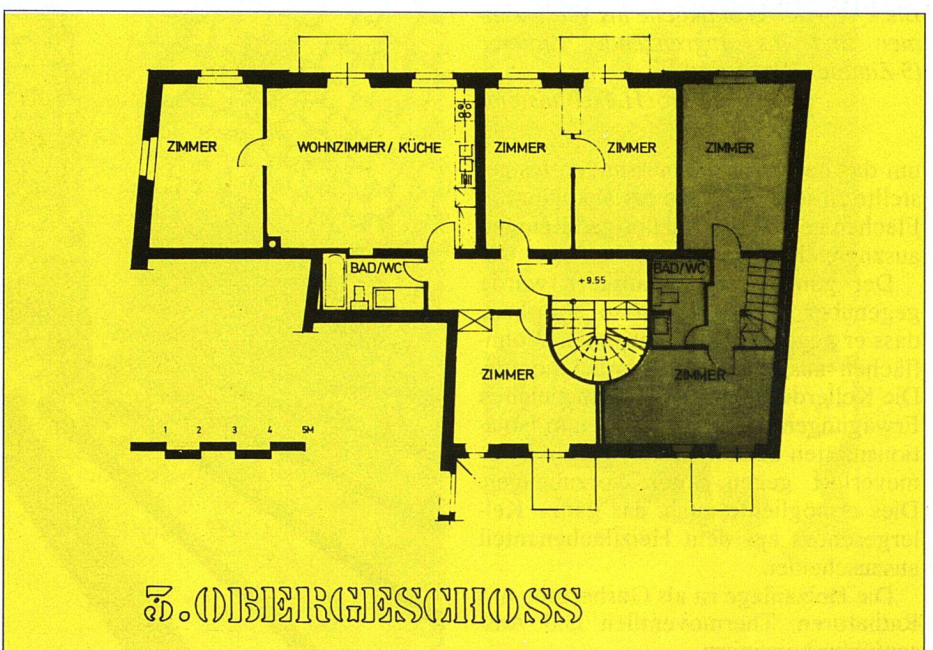 ZIMMER
WOHNZIMMER/ KÜCHE
ZIMMER
ZIMMER
ZIMMER
BAD/WC
+9.55
BAD/WC
ZIMMER
ZIMMER
1 2 3 4 5M
3.OBERGESCHOSS